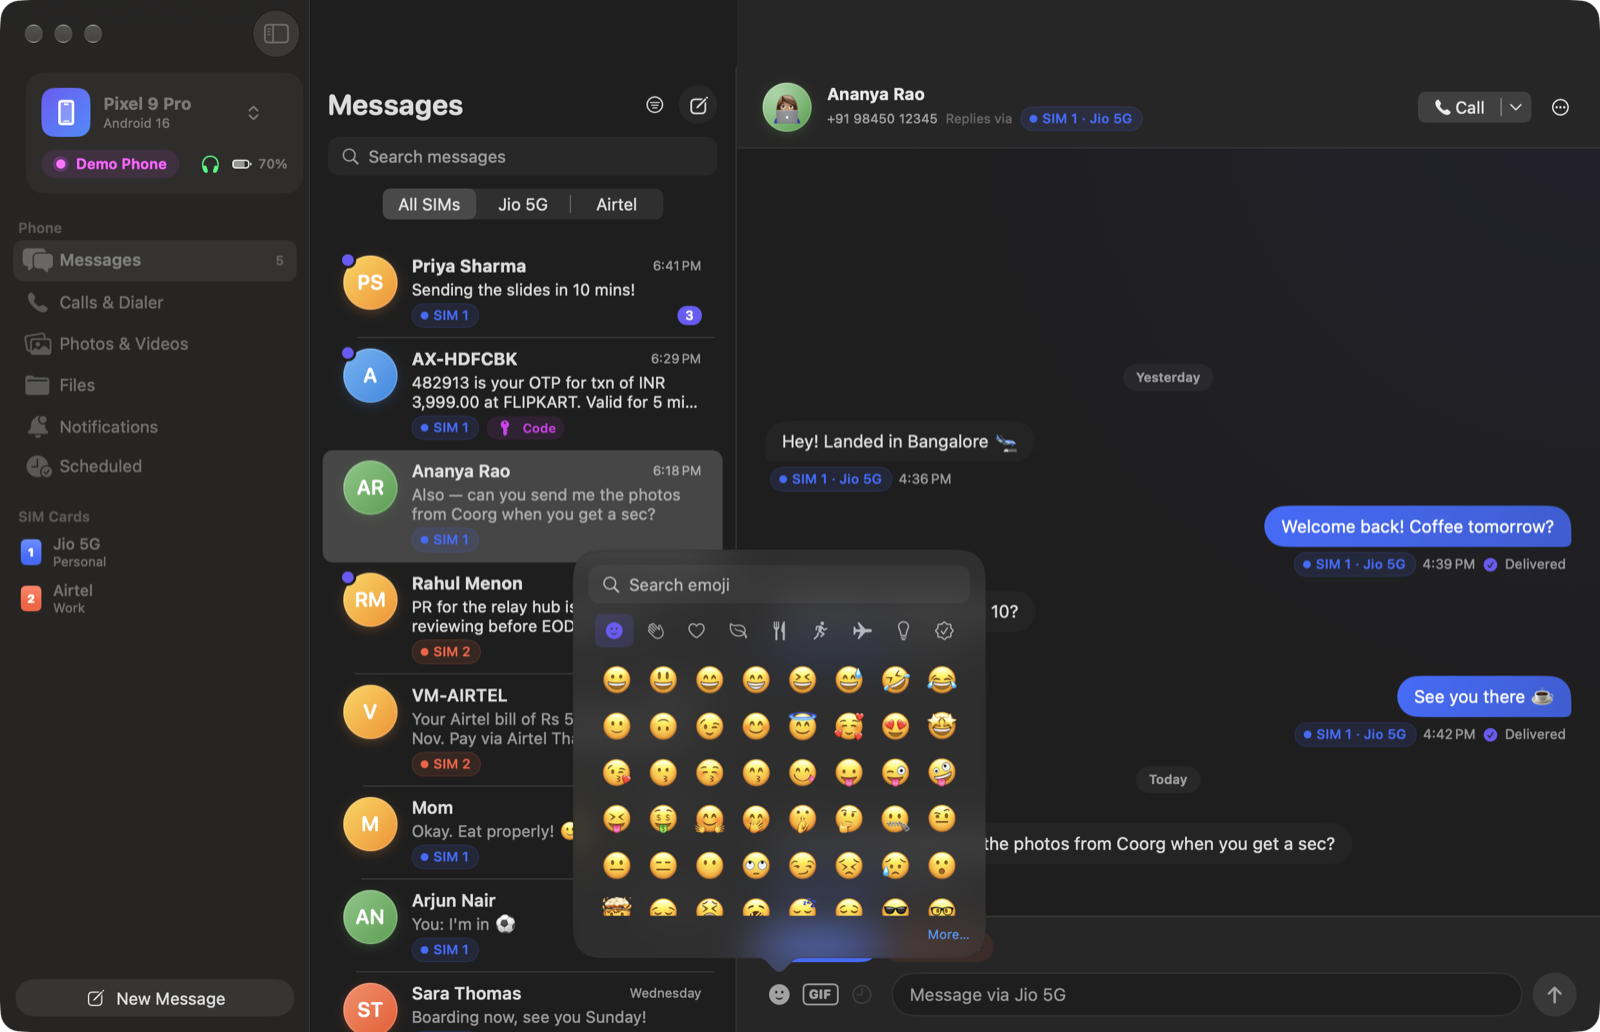 Pixel 9 Pro
Android 16
Demo Phone
70%
Phone
Messages
5
Calls & Dialer
Photos & Videos
Files
Notifications
Scheduled
SIM Cards
1
Jio 5G
Personal
2
Airtel
Work
New Message
Messages
Search messages
All SIMs
Jio 5G
Airtel
PS
Priya Sharma
6:41 PM
Sending the slides in 10 mins!
SIM 1
3
A
AX-HDFCBK
6:29 PM
482913 is your OTP for txn of INR
3,999.00 at FLIPKART. Valid for 5 mi...
SIM 1
Code
AR
Ananya Rao
6:18 PM
Also — can you send me the photos
from Coorg when you get a sec?
SIM 1
RM
Rahul Menon
PR for the relay hub is
reviewing before EOD
SIM 2
V
VM-AIRTEL
Your Airtel bill of Rs 5
Nov. Pay via Airtel Tha
SIM 2
M
Mom
Okay. Eat properly! 🙂
SIM 1
AN
Arjun Nair
You: I'm in ⚽
SIM 1
ST
Sara Thomas
Wednesday
Boarding now, see you Sunday!
Search emoji
More...
Ananya Rao
+91 98450 12345 Replies via SIM 1 · Jio 5G
Call
Yesterday
Hey! Landed in Bangalore 🛬
SIM 1 · Jio 5G 4:36 PM
Welcome back! Coffee tomorrow?
SIM 1 · Jio 5G 4:39 PM Delivered
10?
See you there ☕
SIM 1 · Jio 5G 4:42 PM Delivered
Today
the photos from Coorg when you get a sec?
GIF
Message via Jio 5G